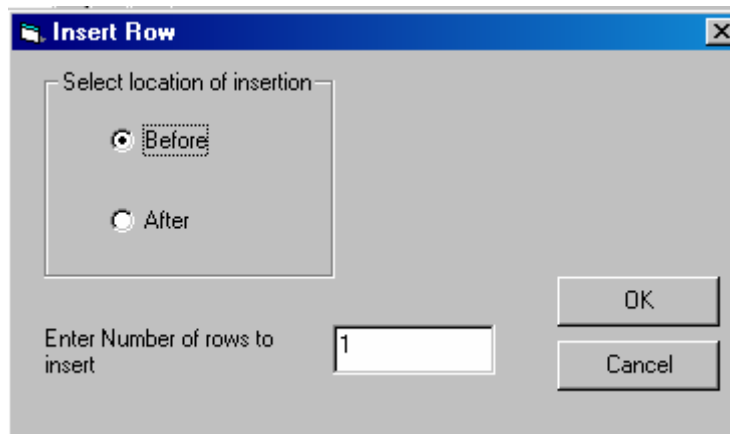 Insert Row
Select location of insertion
Before
After
OK
Enter Number of rows to
insert
1
Cancel